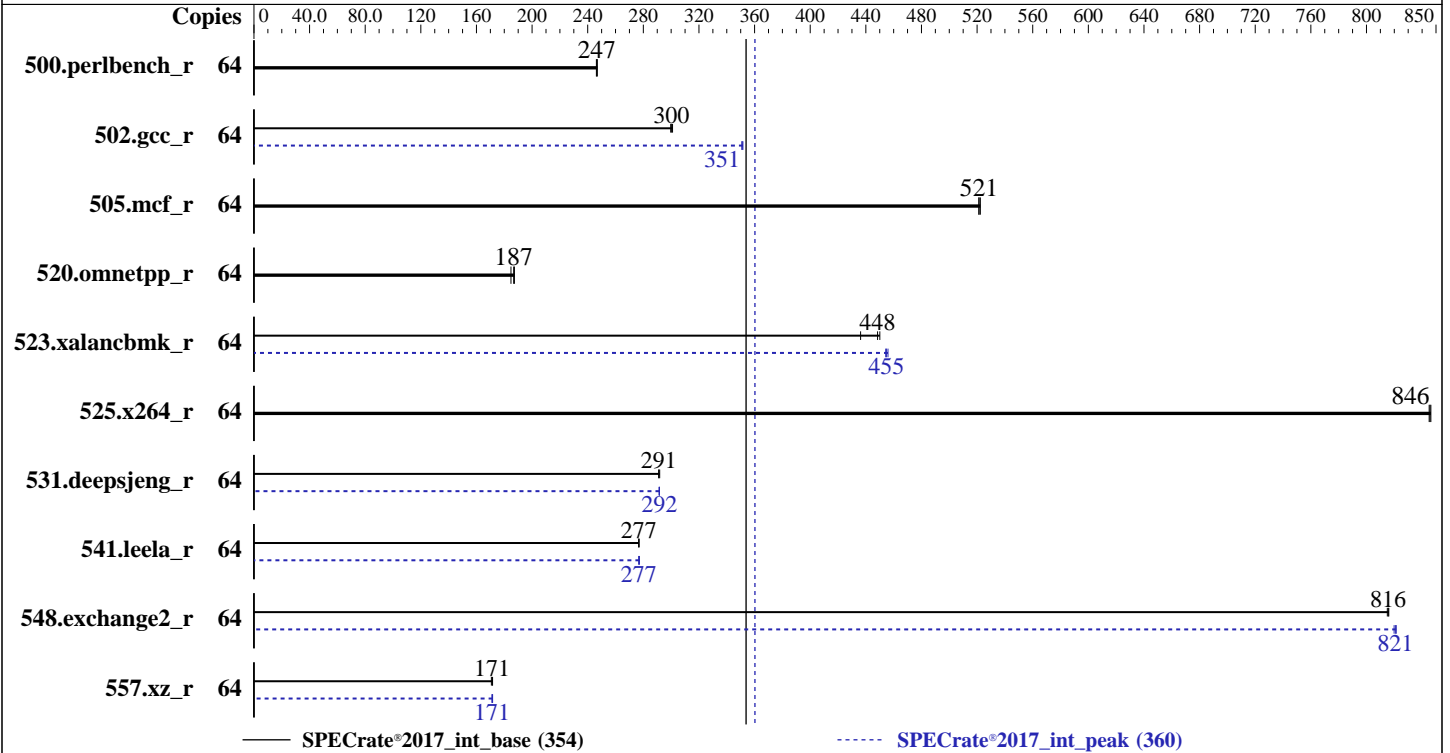 Copies 0 40.0 80.0 120 160 200 240 280 320 360 400 440 480 520 560 600 640 680 720 760 800 850
500.perlbench_r 64 247
502.gcc_r 64 300
351
505.mcf_r 64 521
520.omnetpp_r 64 187
523.xalancbmk_r 64 448
455
525.x264_r 64 846
531.deepsjeng_r 64 291
292
541.leela_r 64 277
277
548.exchange2_r 64 816
821
557.xz_r 64 171
171
SPECrate®2017_int_base (354) SPECrate®2017_int_peak (360)